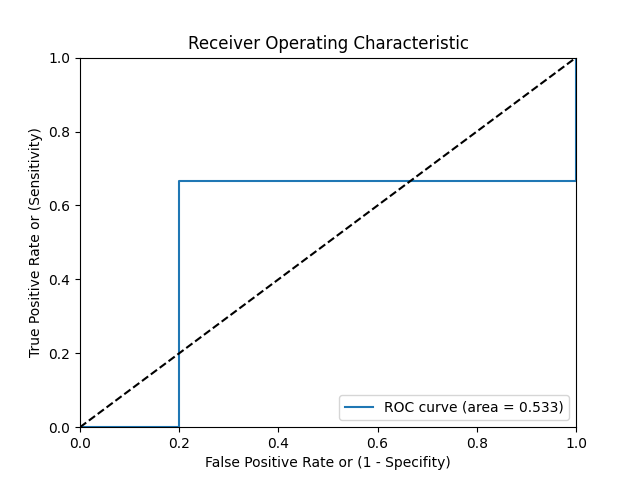 Receiver Operating Characteristic
1.0
0.8
0.6
0.4
0.2
0.0
True Positive Rate or (Sensitivity)
ROC curve (area = 0.533)
0.0 0.2 0.4 0.6 0.8 1.0
False Positive Rate or (1 - Specifity)